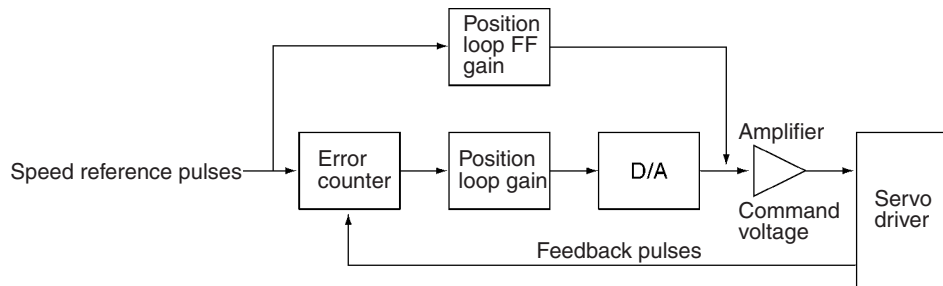 Position
loop FF
gain
Speed reference pulses
Error
counter
Position
loop gain
D/A
Amplifier
Command
voltage
Servo
driver
Feedback pulses